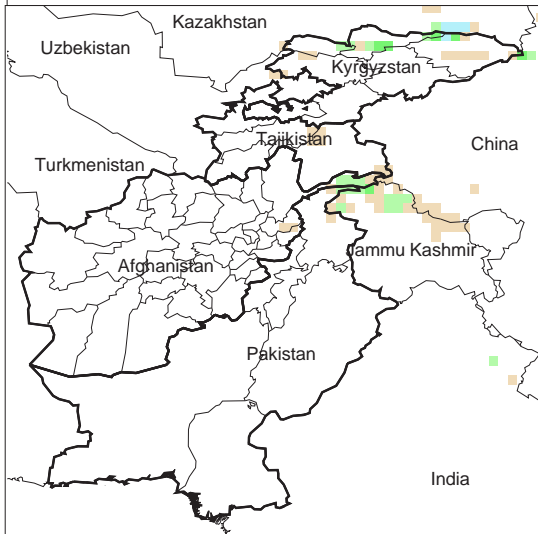 Kazakhstan
Uzbekistan
Kyrgyzstan
Tajikistan
China
Turkmenistan
Jammu Kashmir
Afghanistan
Pakistan
India